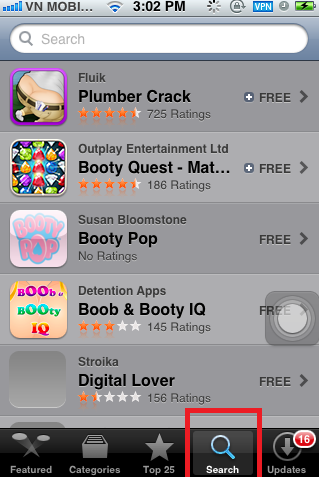 VN MOBI... 3:02 PM VPN
Search
Fluik
Plumber Crack
FREE
725 Ratings
Outplay Entertainment Ltd
Booty Quest - Mat...
FREE
186 Ratings
BOOTY
POP
Susan Bloomstone
Booty Pop
FREE
No Ratings
BOOb &
BOOty
IQ
Detention Apps
Boob & Booty IQ
FREE
145 Ratings
Stroika
Digital Lover
FREE
156 Ratings
16
Featured Categories Top 25 Search Updates